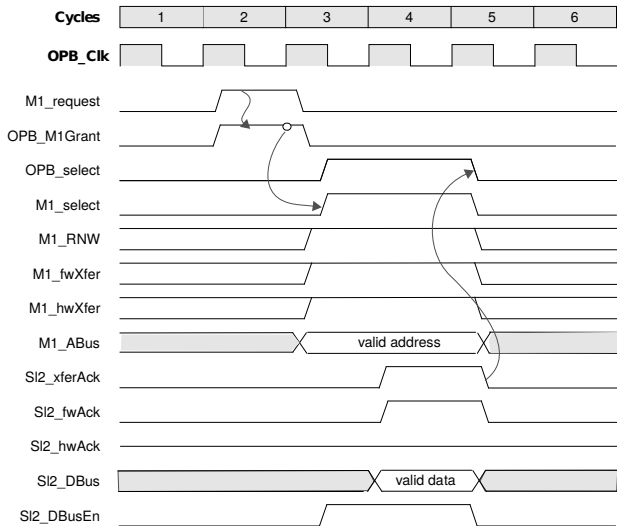 Cycles 1 2 3 4 5 6
OPB_Clk
M1_request
OPB_M1Grant
OPB_select
M1_select
M1_RNW
M1_fwXfer
M1_hwXfer
M1_ABus valid address
Sl2_xferAck
Sl2_fwAck
Sl2_hwAck
Sl2_DBus valid data
Sl2_DBusEn